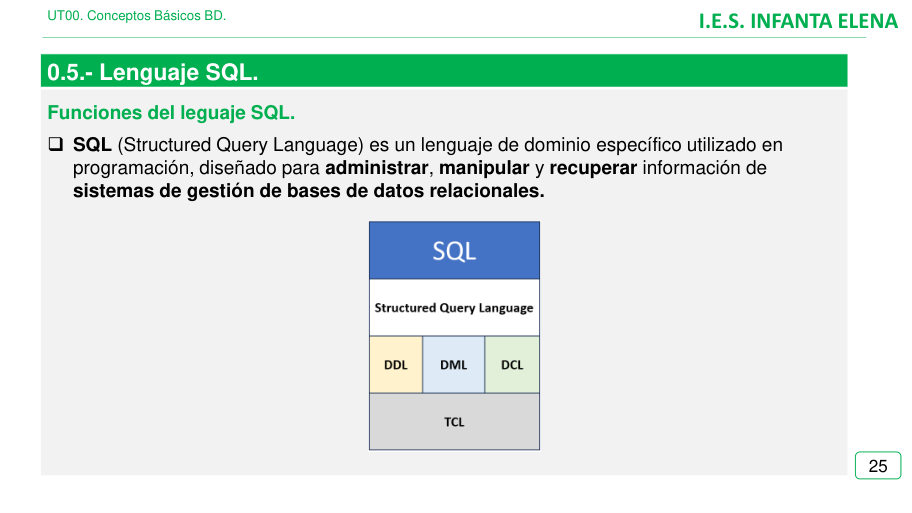 UT00. Conceptos Básicos BD.
I.E.S. INFANTA ELENA
0.5.- Lenguaje SQL.
Funciones del leguaje SQL.
❑ SQL (Structured Query Language) es un lenguaje de dominio específico utilizado en
programación, diseñado para administrar, manipular y recuperar información de
sistemas de gestión de bases de datos relacionales.
SQL
Structured Query Language
DDL DML DCL
TCL
25